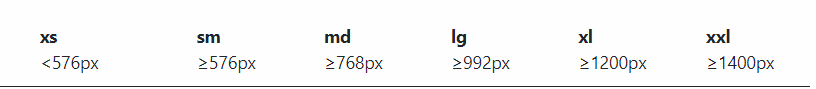 xs sm md lg xl xxl
<576px ≥576px ≥768px ≥992px ≥1200px ≥1400px